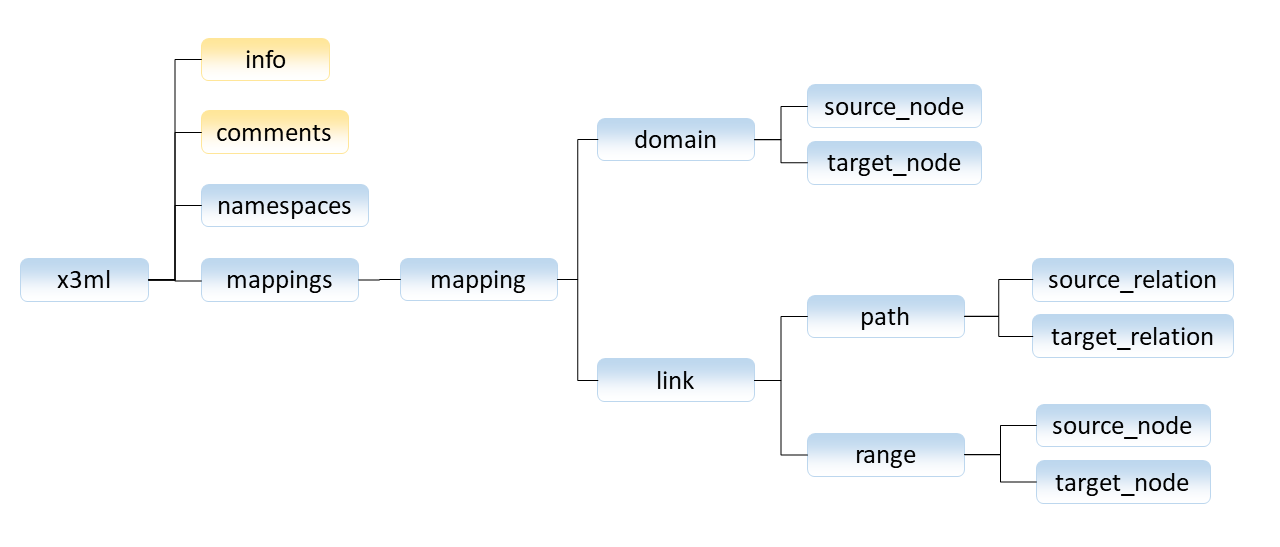 info
comments
namespaces
x3ml
mappings
mapping
domain
source_node
target_node
link
path
source_relation
target_relation
range
source_node
target_node